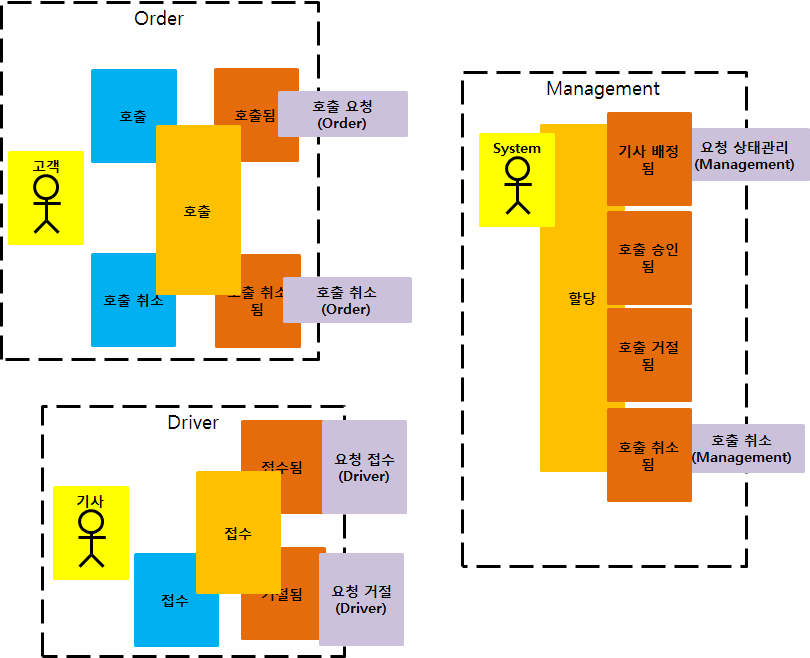 Order
호출
호출됨
호출 요청
(Order)
고객
호출
호출 취소
호출 취소
됨
호출 취소
(Order)
Management
System
기사 배정
됨
요청 상태관리
(Management)
호출 승인
됨
할당
호출 거절
됨
호출 취소
됨
호출 취소
(Management)
Driver
접수됨
요청 접수
(Driver)
기사
접수
접수
거절됨
요청 거절
(Driver)